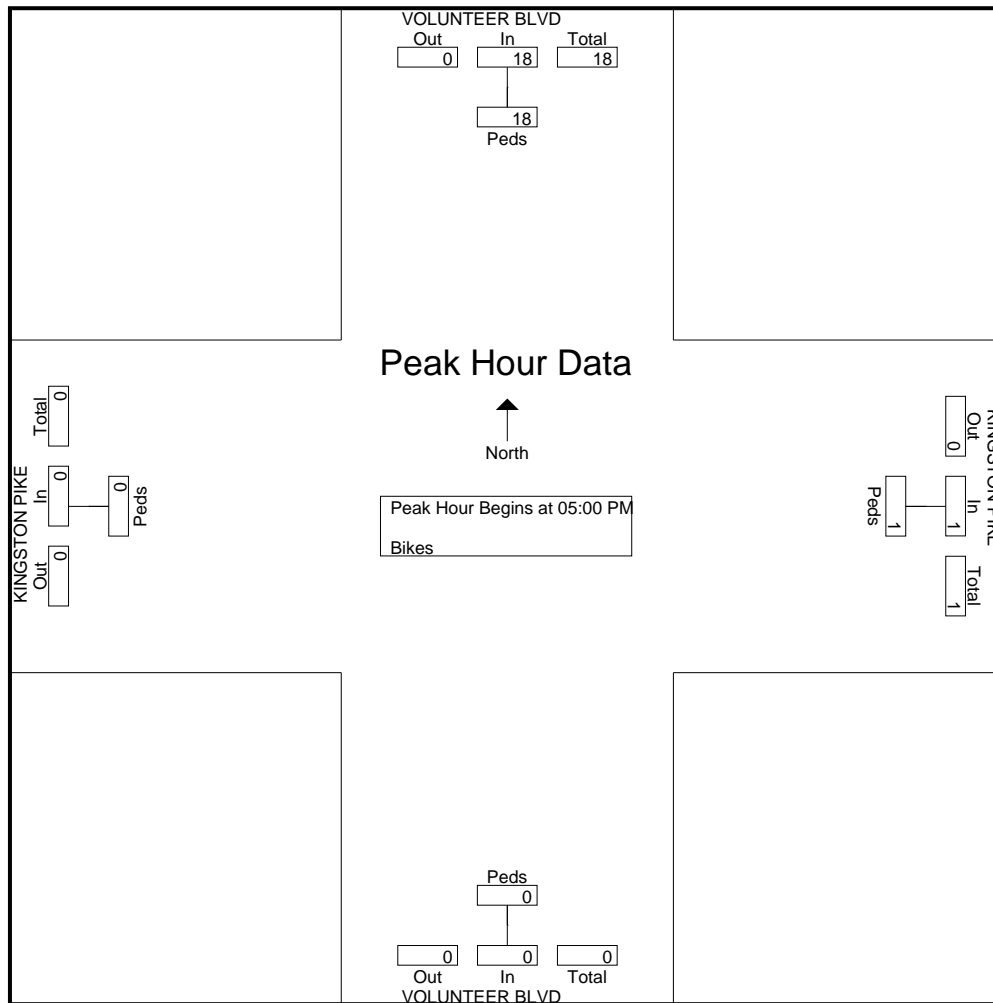 VOLUNTEER BLVD
Out In Total
0 18 18
18
Peds
Peak Hour Data
North
Peak Hour Begins at 05:00 PM
Bikes
KINGSTON PIKE
Out In Total
0 0 0
0
Peds
KINGSTON PIKE
Out In Total
0 1 1
1
Peds
Peds
0
0 0 0
Out In Total
VOLUNTEER BLVD